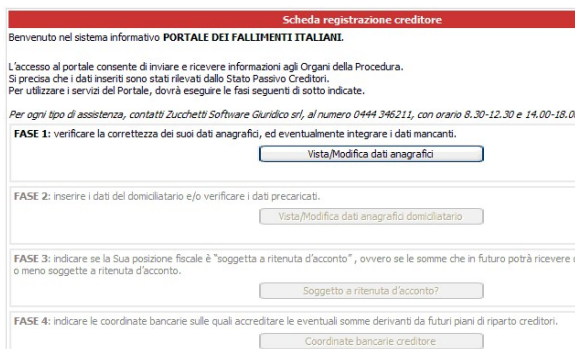 Scheda registrazione creditore
Benvenuto nel sistema informativo PORTALE DEI FALLIMENTI ITALIANI.
L'accesso al portale consente di inviare e ricevere informazioni agli Organi della Procedura.
Si precisa che i dati inseriti sono stati rilevati dallo Stato Passivo Creditori.
Per utilizzare i servizi del Portale, dovrà eseguire le fasi seguenti di sotto indicate.
Per ogni tipo di assistenza, contatti Zucchetti Software Giuridico srl, al numero 0444 346211, con orario 8.30-12.30 e 14.00-18.0
FASE 1: verificare la correttezza dei suoi dati anagrafici, ed eventualmente integrare i dati mancanti.
Vista/Modifica dati anagrafici
FASE 2: inserire i dati del domiciliatario e/o verificare i dati precaricati.
Vista/Modifica dati anagrafici domiciliatario
FASE 3: indicare se la Sua posizione fiscale è "soggetta a ritenuta d'acconto" , ovvero se le somme che in futuro potrà ricevere
o meno soggette a ritenuta d'acconto.
Soggetto a ritenuta d'acconto?
FASE 4: indicare le coordinate bancarie sulle quali accreditare le eventuali somme derivanti da futuri piani di riparto creditori.
Coordinate bancarie creditore